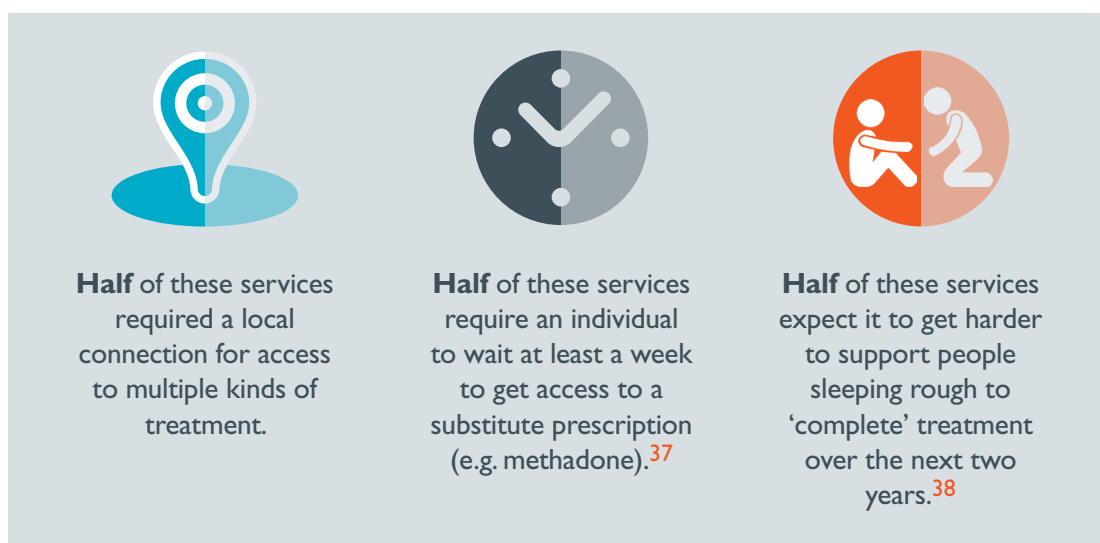 Half of these services
required a local
connection for access
to multiple kinds of
treatment.
Half of these services
require an individual
to wait at least a week
to get access to a
substitute prescription
(e.g. methadone).37
Half of these services
expect it to get harder
to support people
sleeping rough to
‘complete’ treatment
over the next two
years.38